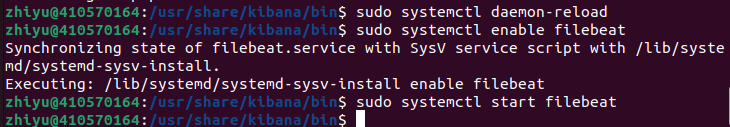 zhiyu@410570164:/usr/share/kibana/bin$ sudo systemctl daemon-reload
zhiyu@410570164:/usr/share/kibana/bin$ sudo systemctl enable filebeat
Synchronizing state of filebeat.service with SysV service script with /lib/syste
md/systemd-sysv-install.
Executing: /lib/systemd/systemd-sysv-install enable filebeat
zhiyu@410570164:/usr/share/kibana/bin$ sudo systemctl start filebeat
zhiyu@410570164:/usr/share/kibana/bin$